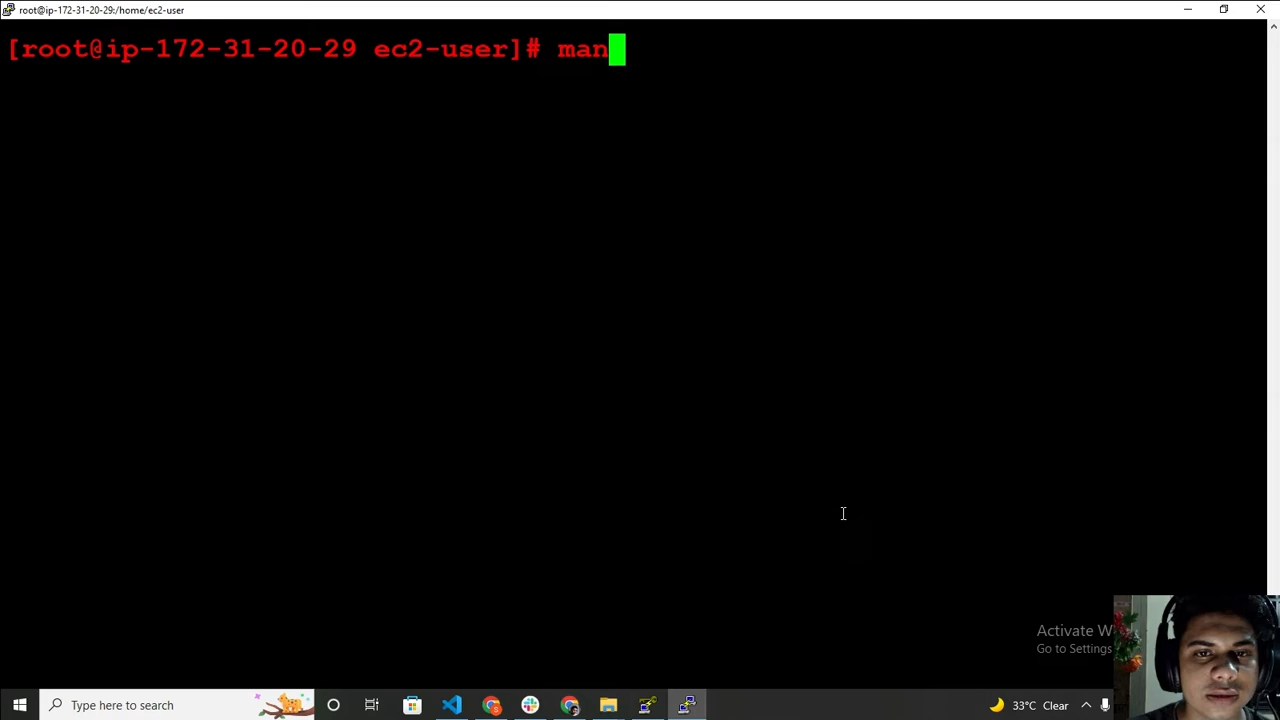 root@ip-172-31-20-29:/home/ec2-user
[root@ip-172-31-20-29 ec2-user]# man
Activate W
Go to Settings
Type here to search
33°C Clear